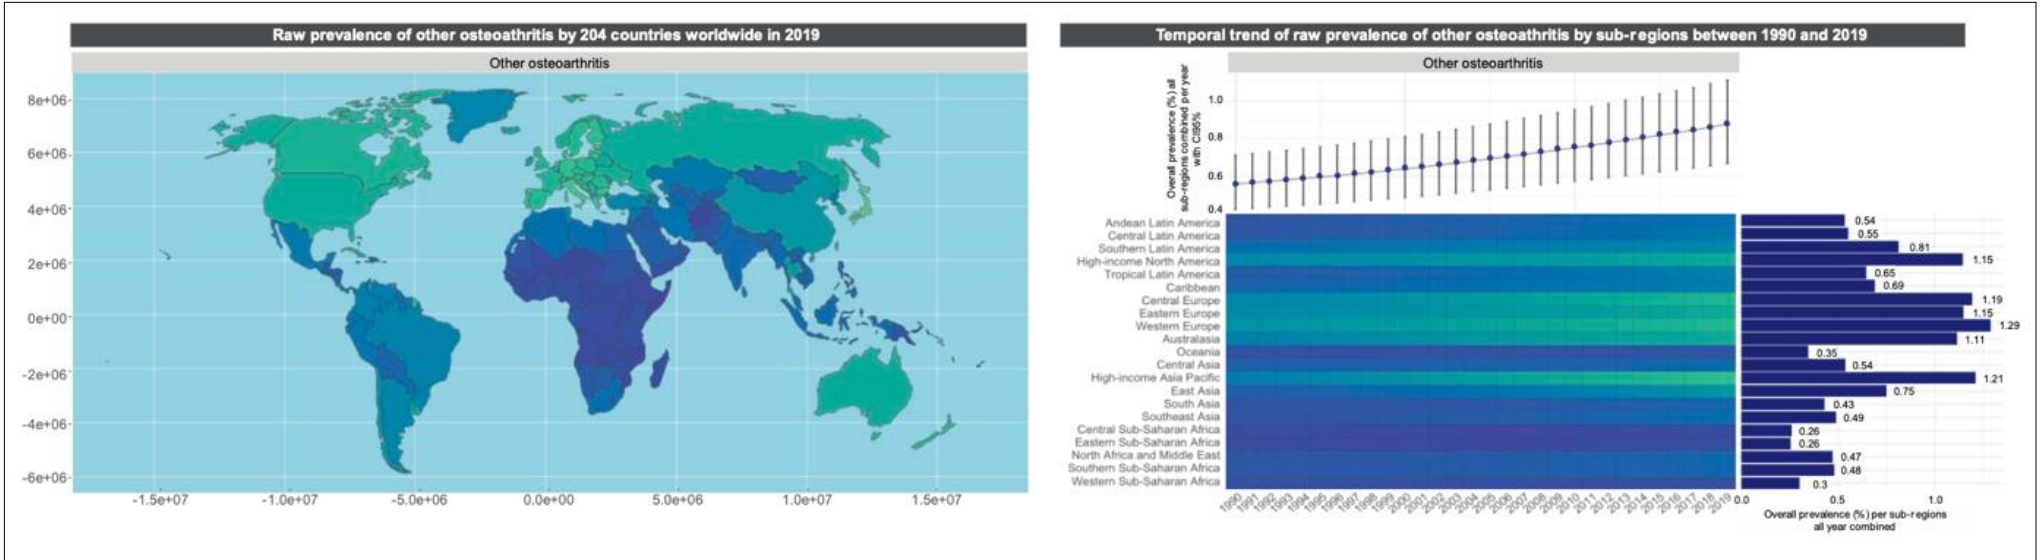 Raw prevalence of other osteoathritis by 204 countries worldwide in 2019
Other osteoarthritis
8e+06
6e+06
4e+06
2e+06
0e+00
-2e+06
-4e+06
-6e+06
-1.5e+07
-1.0e+07
-5.0e+06
0.0e+00
5.0e+06
1.0e+07
1.5e+07
Temporal trend of raw prevalence of other osteoathritis by sub-regions between 1990 and 2019
Other osteoarthritis
Overall prevalence (%) all
sub-regions combined per year
with CI95%
1.0
0.8
0.6
0.4
Andean Latin America
Central Latin America
Southern Latin America
High-income North America
Tropical Latin America
Caribbean
Central Europe
Eastern Europe
Western Europe
Australasia
Oceania
Central Asia
High-income Asia Pacific
East Asia
South Asia
Southeast Asia
Central Sub-Saharan Africa
Eastern Sub-Saharan Africa
North Africa and Middle East
Southern Sub-Saharan Africa
Western Sub-Saharan Africa
1990
1991
1992
1993
1994
1995
1996
1997
1998
1999
2000
2001
2002
2003
2004
2005
2006
2007
2008
2009
2010
2011
2012
2013
2014
2015
2016
2017
2018
2019
0.54
0.55
0.81
1.15
0.65
0.69
1.19
1.15
1.29
1.11
0.35
0.54
1.21
0.75
0.43
0.49
0.26
0.26
0.47
0.48
0.3
0.0
0.5
1.0
Overall prevalence (%) per sub-regions
all year combined